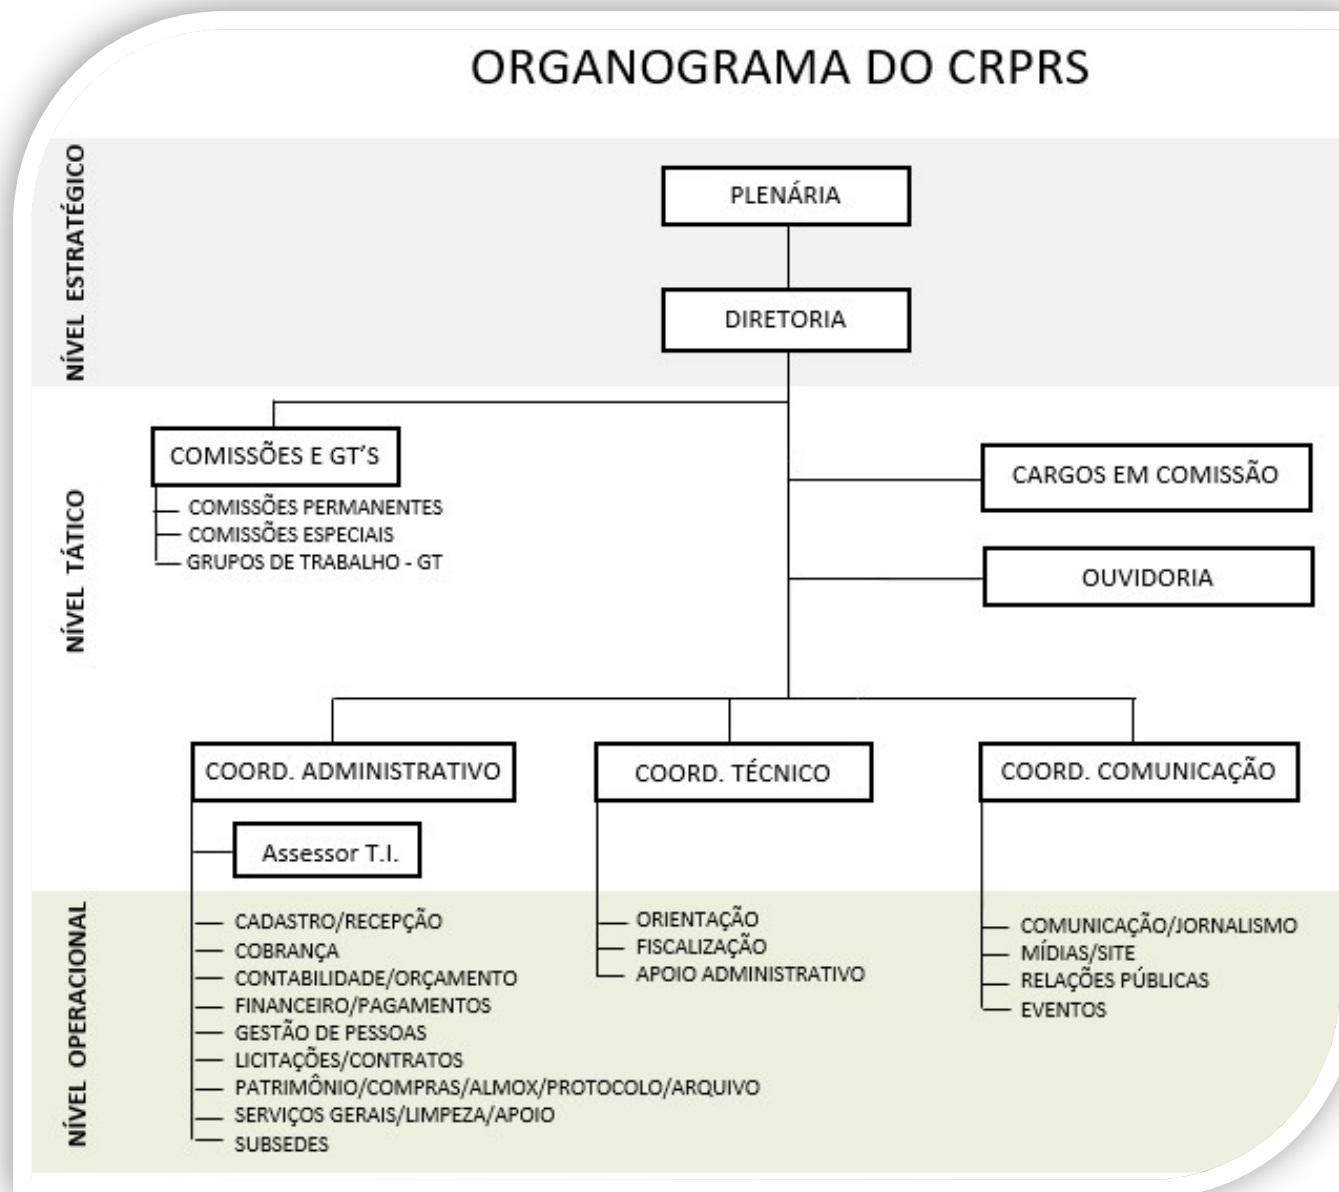 ORGANOGRAMA DO CRPRS
NÍVEL ESTRATÉGICO
PLENÁRIA
DIRETORIA
NÍVEL TÁTICO
COMISSÕES E GT'S
COMISSÕES PERMANENTES
COMISSÕES ESPECIAIS
GRUPOS DE TRABALHO - GT
CARGOS EM COMISSÃO
OUVIDORIA
COORD. ADMINISTRATIVO
Assessor T.I.
COORD. TÉCNICO
COORD. COMUNICAÇÃO
NÍVEL OPERACIONAL
CADASTRO/RECEPÇÃO
COBRANÇA
CONTABILIDADE/ORÇAMENTO
FINANCEIRO/PAGAMENTOS
GESTÃO DE PESSOAS
LICITAÇÕES/CONTRATOS
PATRIMÔNIO/COMPRAS/ALMOX/PROTOCOLO/ARQUIVO
SERVIÇOS GERAIS/LIMPEZA/APOIO
SUBSEDES
ORIENTAÇÃO
FISCALIZAÇÃO
APOIO ADMINISTRATIVO
COMUNICAÇÃO/JORNALISMO
MÍDIAS/SITE
RELAÇÕES PÚBLICAS
EVENTOS